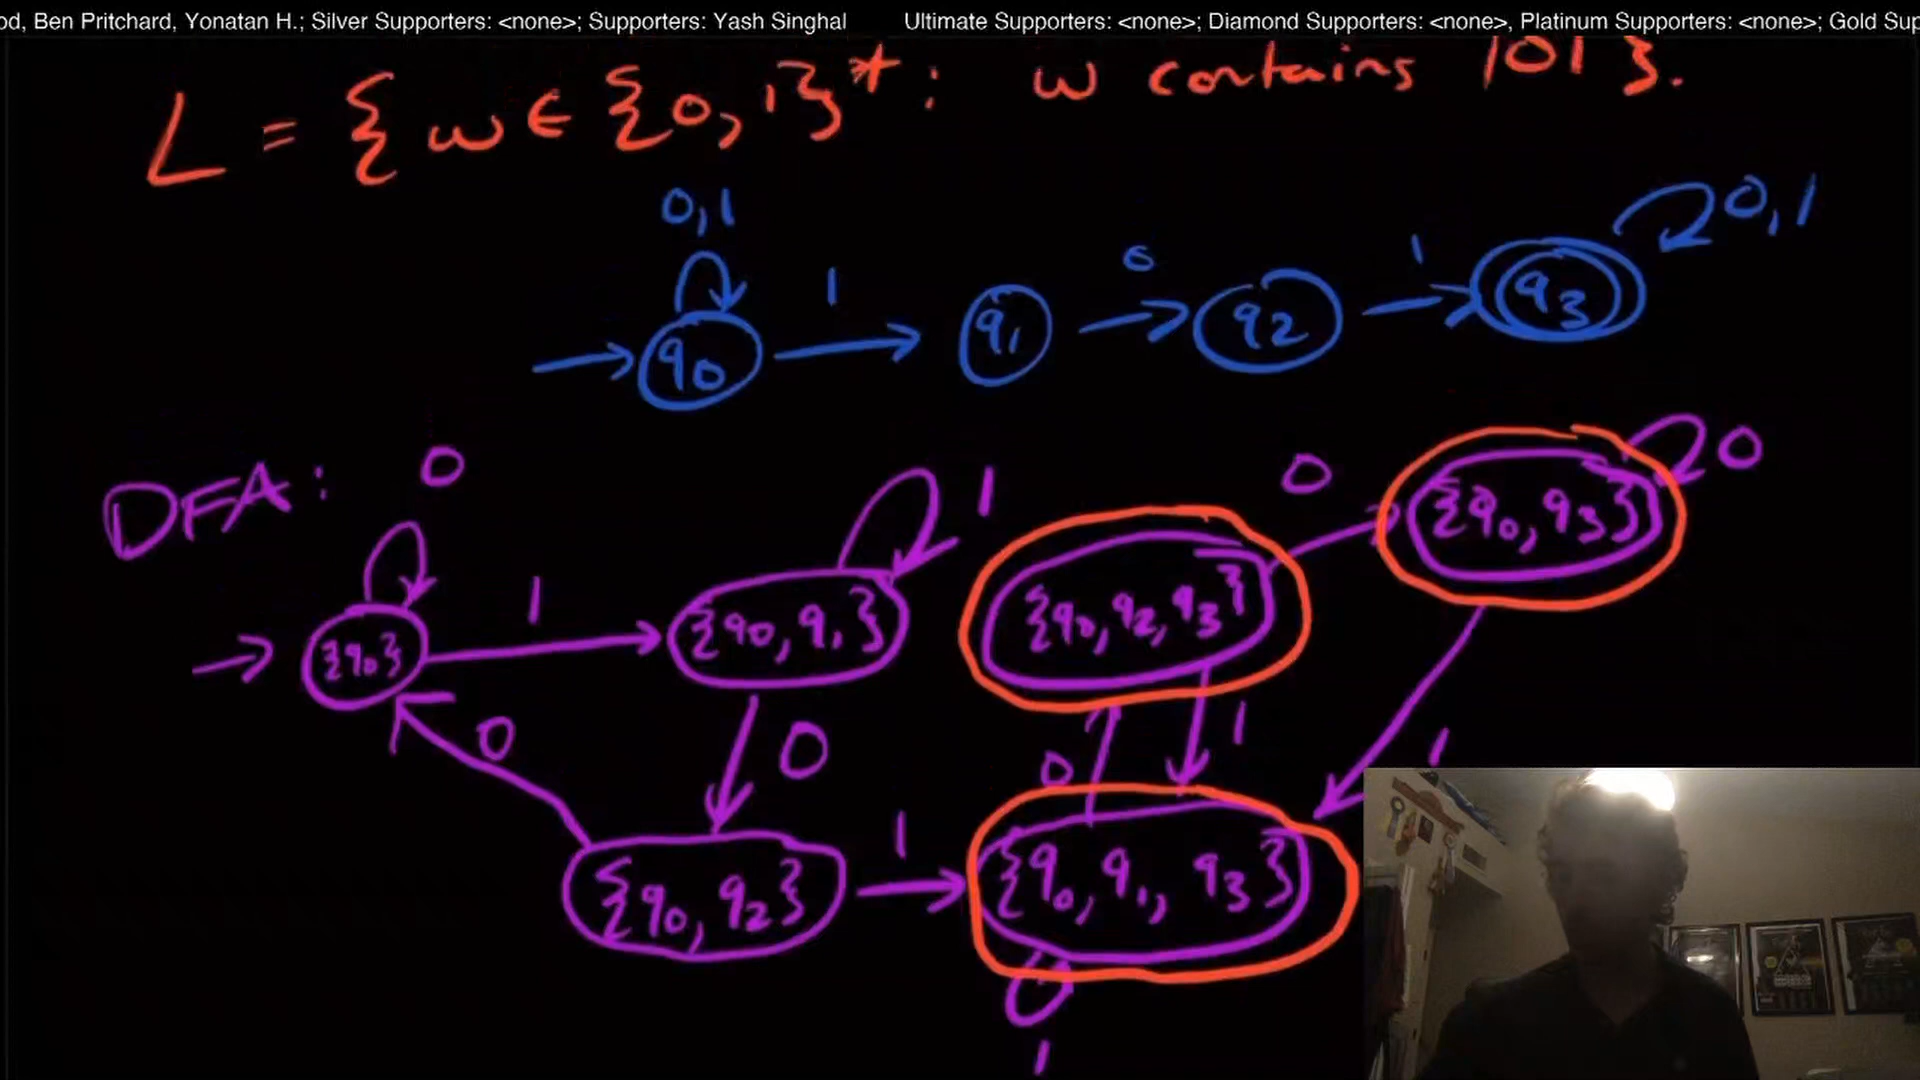 od, Ben Pritchard, Yonatan H.; Silver Supporters: <none>; Supporters: Yash Singhal Ultimate Supporters: <none>; Diamond Supporters: <none>, Platinum Supporters: <none>; Gold Sup
L = { w ∈ {0,1}* : w contains 101 }.
0,1
0,1
1
0
1
q0
q1
q2
q3
DFA:
0
1
0
0
{q0}
1
{q0, q1}
{q0, q2, q3}
{q0, q3}
0
0
0
1
1
{q0, q2}
1
{q0, q1, q3}
1